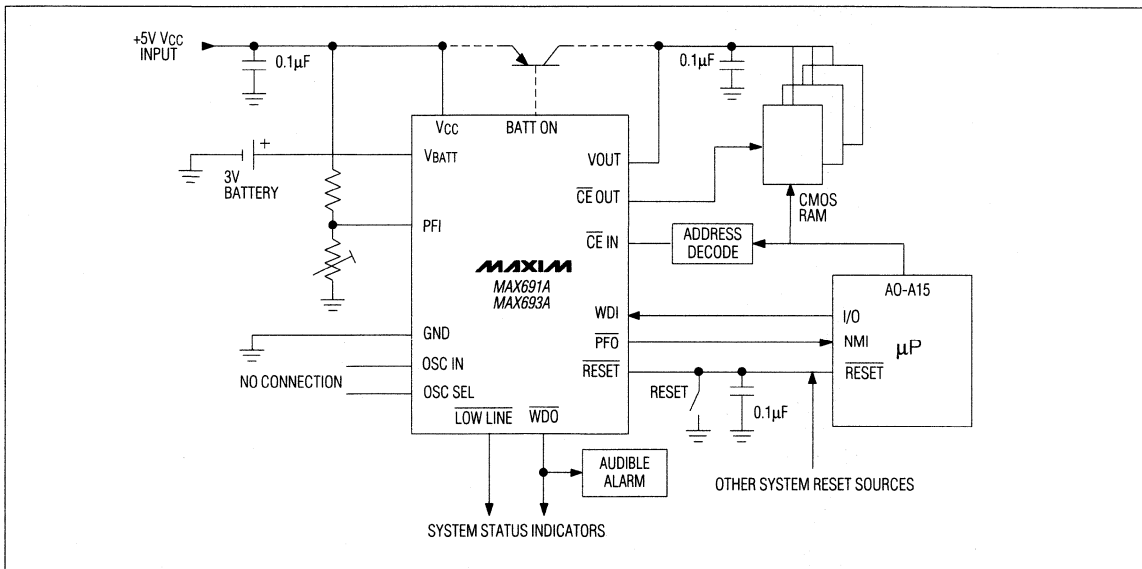 +5V VCC
INPUT
0.1µF
0.1µF
VCC
BATT ON
VBATT
+
3V
BATTERY
VOUT
CE OUT
CMOS
RAM
PFI
CE IN
ADDRESS
DECODE
MAXIM
MAX691A
MAX693A
AO-A15
WDI
I/O
GND
PFO
NMI
µP
OSC IN
RESET
RESET
RESET
NO CONNECTION
OSC SEL
0.1µF
LOW LINE
WDO
AUDIBLE
ALARM
OTHER SYSTEM RESET SOURCES
SYSTEM STATUS INDICATORS